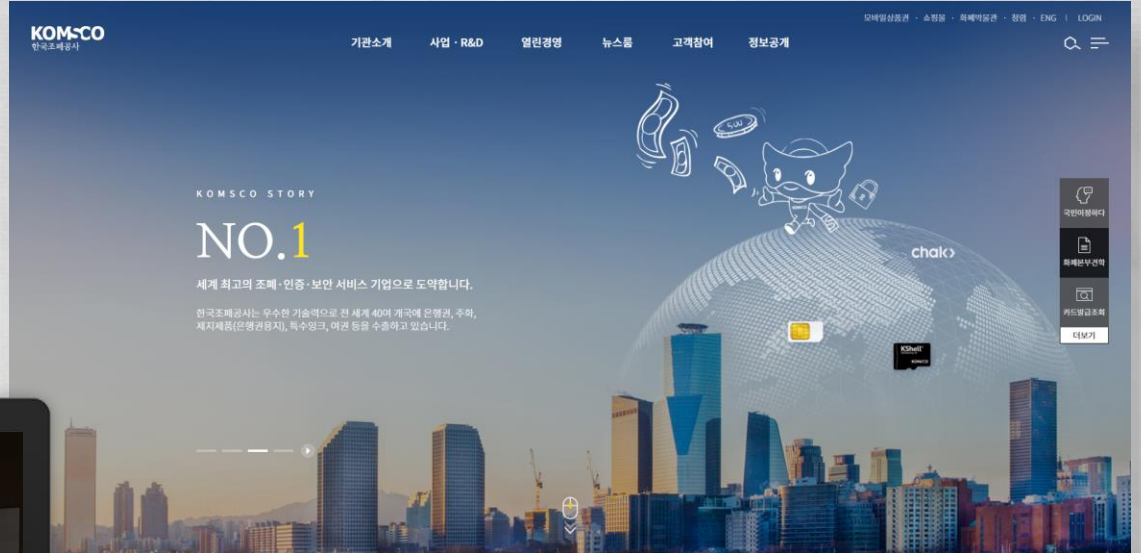 모바일상품권 · 쇼핑몰 · 화폐박물관 · 청렴 · ENG | LOGIN
KOMSCO
한국조폐공사
기관소개 사업 · R&D 열린경영 뉴스룸 고객참여 정보공개
500
KOMSCO STORY
NO.1
세계 최고의 조폐·인증·보안 서비스 기업으로 도약합니다.
한국조폐공사는 우수한 기술력으로 전 세계 40여 개국에 은행권, 주화,
제지제품(은행권용지), 특수잉크, 여권 등을 수출하고 있습니다.
chak
KShell
KOMSCO
국민이정하다
화폐본부견학
카드발급조회
더보기